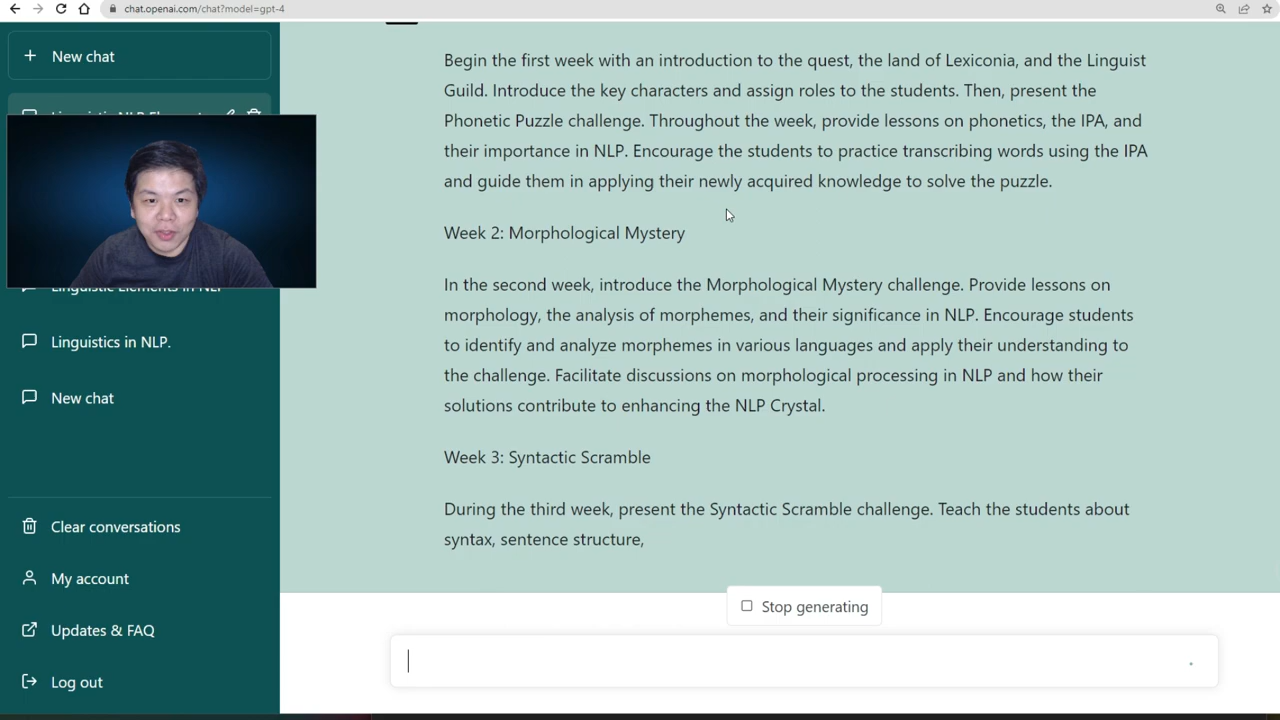 chat.openai.com/chat?model=gpt-4
New chat
Linguistics in NLP.
New chat
Clear conversations
My account
Updates & FAQ
Log out
Begin the first week with an introduction to the quest, the land of Lexiconia, and the Linguist
Guild. Introduce the key characters and assign roles to the students. Then, present the
Phonetic Puzzle challenge. Throughout the week, provide lessons on phonetics, the IPA, and
their importance in NLP. Encourage the students to practice transcribing words using the IPA
and guide them in applying their newly acquired knowledge to solve the puzzle.
Week 2: Morphological Mystery
In the second week, introduce the Morphological Mystery challenge. Provide lessons on
morphology, the analysis of morphemes, and their significance in NLP. Encourage students
to identify and analyze morphemes in various languages and apply their understanding to
the challenge. Facilitate discussions on morphological processing in NLP and how their
solutions contribute to enhancing the NLP Crystal.
Week 3: Syntactic Scramble
During the third week, present the Syntactic Scramble challenge. Teach the students about
syntax, sentence structure,
Stop generating